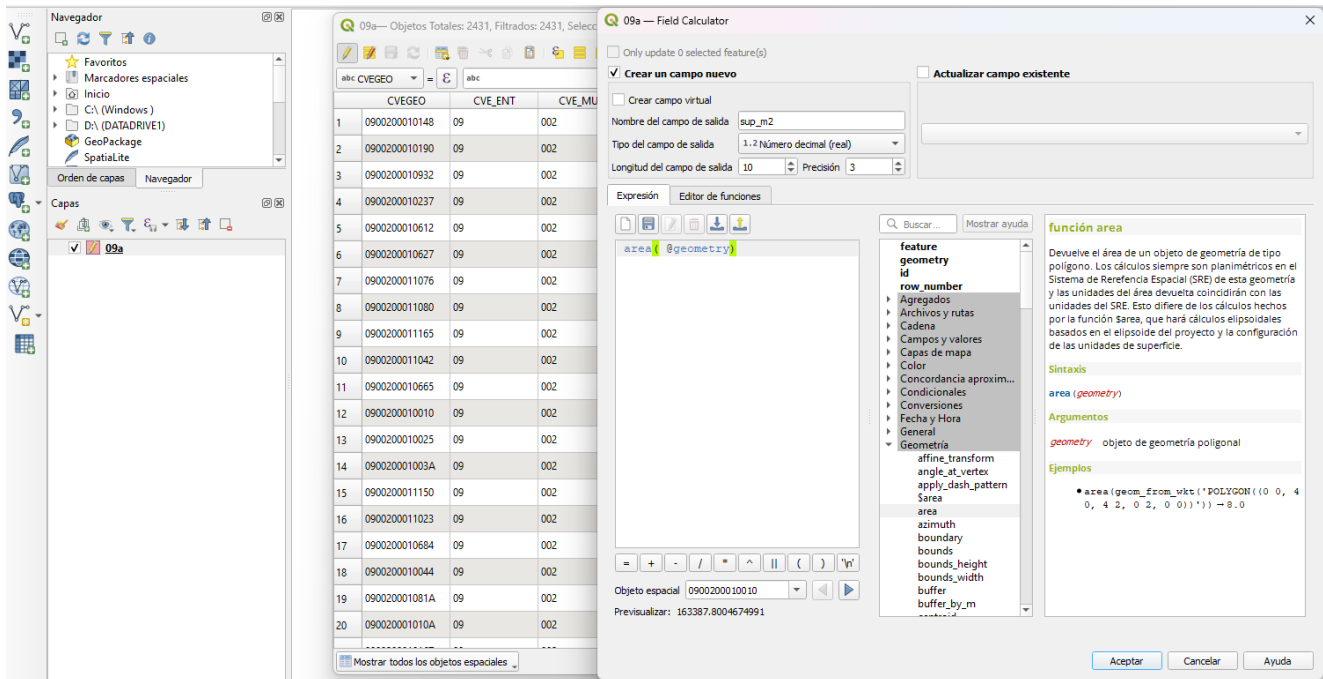 Navegador
Favoritos
Marcadores espaciales
Inicio
C:\ (Windows )
D:\ (DATADRIVE1)
GeoPackage
SpatiaLite
Orden de capas
Navegador
Capas
09a
09a— Objetos Totales: 2431, Filtrados: 2431, Selecc
abc CVEGEO = ε abc
CVEGEO CVE_ENT CVE_MU
1 0900200010148 09 002
2 0900200010190 09 002
3 0900200010932 09 002
4 0900200010237 09 002
5 0900200010612 09 002
6 0900200010627 09 002
7 0900200011076 09 002
8 0900200011080 09 002
9 0900200011165 09 002
10 0900200011042 09 002
11 0900200010665 09 002
12 0900200010010 09 002
13 0900200010025 09 002
14 090020001003A 09 002
15 0900200011150 09 002
16 0900200011023 09 002
17 0900200010684 09 002
18 0900200010044 09 002
19 090020001081A 09 002
20 090020001010A 09 002
Mostrar todos los objetos espaciales
09a — Field Calculator
Only update 0 selected feature(s)
Crear un campo nuevo
Actualizar campo existente
Crear campo virtual
Nombre del campo de salida sup_m2
Tipo del campo de salida 1.2 Número decimal (real)
Longitud del campo de salida 10 Precisión 3
Expresión
Editor de funciones
area( @geometry)
= + - / * ^ || ( ) '\n'
Objeto espacial 0900200010010
Previsualizar: 163387.8004674991
Buscar...
Mostrar ayuda
feature
geometry
id
row_number
Agregados
Archivos y rutas
Cadena
Campos y valores
Capas de mapa
Color
Concordancia aproxim...
Condicionales
Conversiones
Fecha y Hora
General
Geometría
affine_transform
angle_at_vertex
apply_dash_pattern
$area
area
azimuth
boundary
bounds
bounds_height
bounds_width
buffer
buffer_by_m
función area
Devuelve el área de un objeto de geometría de tipo
polígono. Los cálculos siempre son planimétricos en el
Sistema de Rerefencia Espacial (SRE) de esta geometría
y las unidades del área devuelta coincidirán con las
unidades del SRE. Esto difiere de los cálculos hechos
por la función $area, que hará cálculos elipsoidales
basados en el elipsoide del proyecto y la configuración
de las unidades de superficie.
Sintaxis
area(geometry)
Argumentos
geometry objeto de geometría poligonal
Ejemplos
area(geom_from_wkt('POLYGON((0 0, 4
0, 4 2, 0 2, 0 0))')) → 8.0
Aceptar
Cancelar
Ayuda